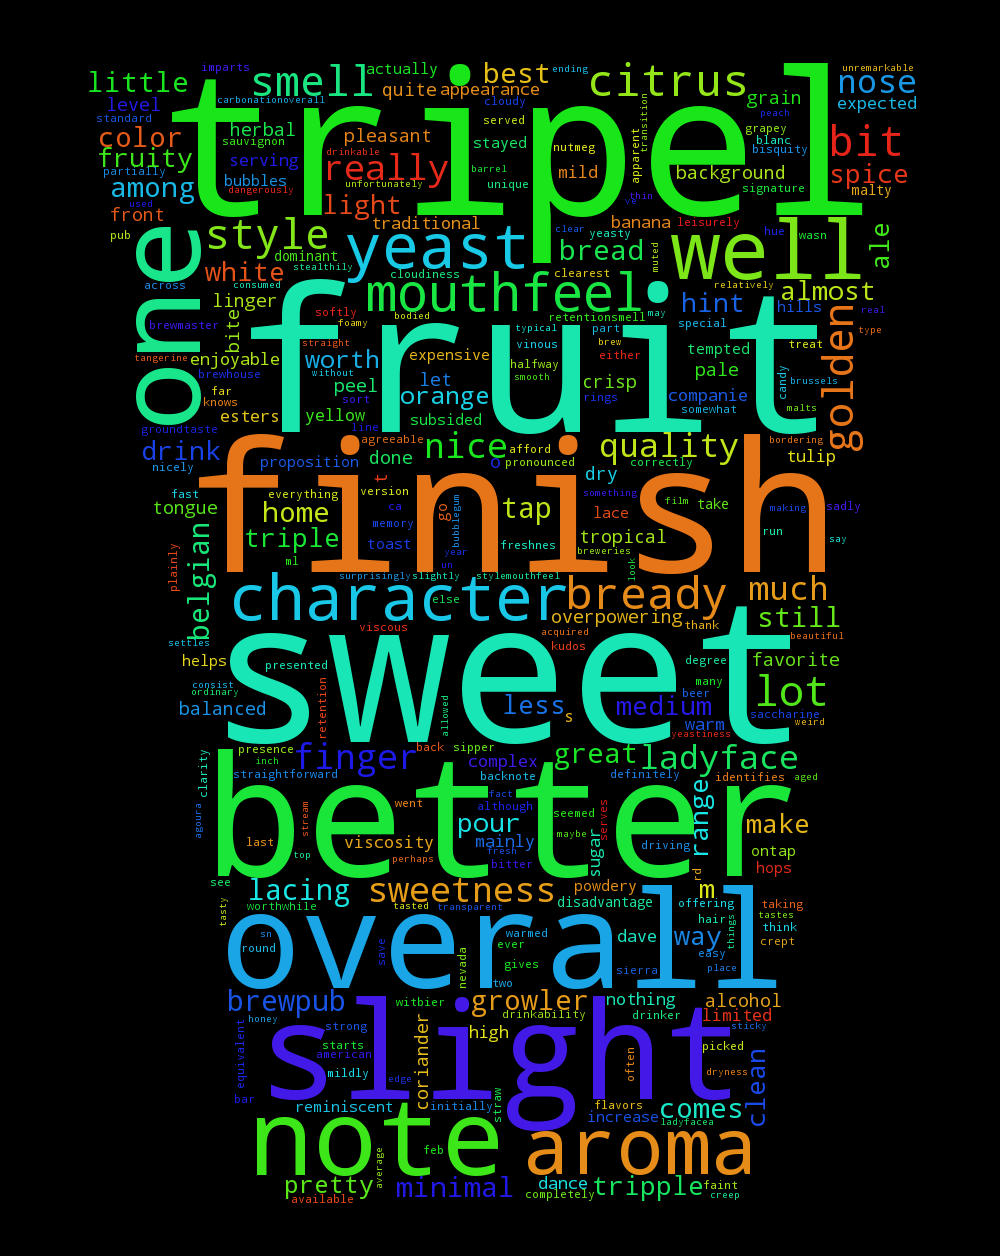 imparts actually best citrus unremarkable
little smell quite appearance nose
tripel
level carbonationoverall cloudy ending peach grain expected
standard herbal served transition grapey
color sauvignon pleasant stayed nutmeg apparent blanc bit
fruity drinkable bisquity
partially serving really barrel background spice
among bubbles unfortunately unique mild signature malty
used dangerously light thin ve
front style traditional banana leisurely hue ale
pub dominant yeast clear yeasty well wasn
one white stealthily bread muted
across linger consumed cloudiness clearest relatively almost
mouthfeel hint
brewmaster bite softly bodied retentionsmell may hills real
fruit
foamy typical part special golden type
enjoyable straight worth expensive vinous brew either tempted treat
tangerine without halfway
brewhouse peel let smooth crisp pale candy brussels
far sort orange rings companie malts
knows esters yellow subsided somewhat
groundtaste line agreeable
drink nice afford quality bordering
finish
nicely proposition done o pronounced correctly tulip
fast everything t version dry something making sadly
tongue home ca go bubblegum tap lace film take
belgian triple memory freshnes tropical run say
plainly toast year breweries
ml un look
surprisingly slightly stylemouthfeel
character bready much
else overpowering still
sweet
viscous acquired thank beautiful
settles kudos
helps presented degree favorite
consist many lot
ordinary retention allowed less beer
balanced s medium saccharine weird
warm yeastiness
presence finger back sipper great ladyface
clarity inch complex
straightforward backnote definitely identifies aged
better
agoura stream went fact although seemed serves range
pour maybe make
last viscosity mainly fresh driving ontap
top perhaps bitter sugar rd hops
see
lacing sweetness powdery m
tasty worthwhile tasted transparent disadvantage offering taking
overall
sn warmed dave hair things tastes
round save ever way think
nevada gives easy crept
two sierra place
brewpub witbier growler nothing alcohol
honey drinkability drinker limited
slight
equivalent strong coriander high sticky
starts picked
american edge often clean
mildly dryness
bar reminiscent initially straw flavors comes
increase ladyfacea
note aroma
feb
average
pretty minimal dance tripple faint
available completely creep